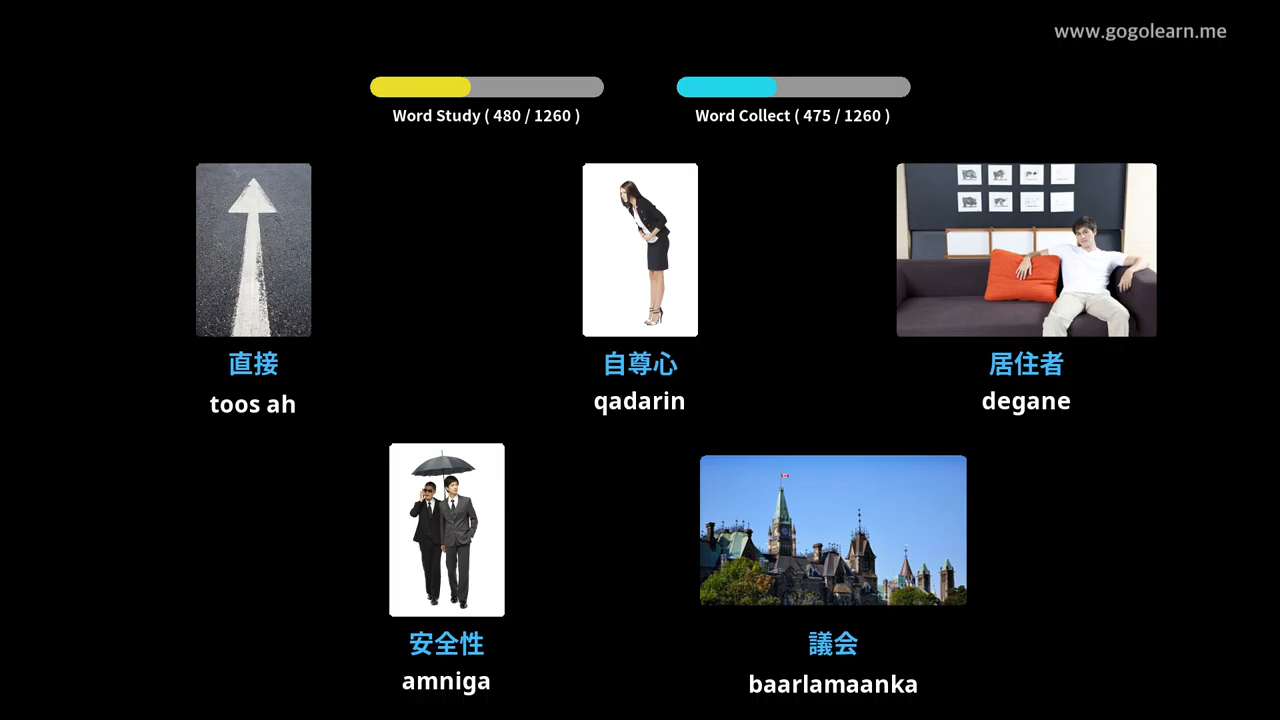 www.gogolearn.me
Word Study ( 480 / 1260 )
Word Collect ( 475 / 1260 )
直接
toos ah
自尊心
qadarin
居住者
degane
安全性
amniga
議会
baarlamaanka